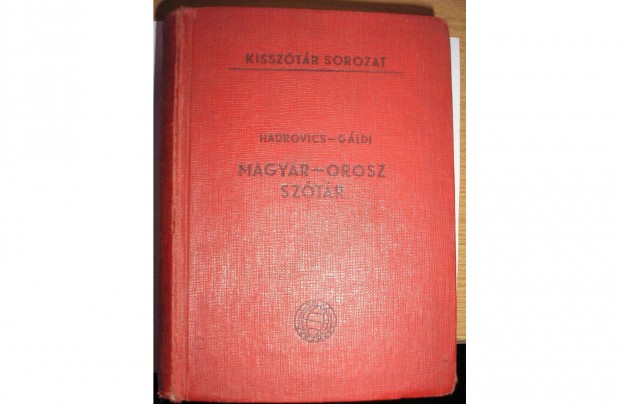 KISSZÓTÁR SOROZAT
HADROVICS—GÁLDI
MAGYAR—OROSZ
SZÓTÁR